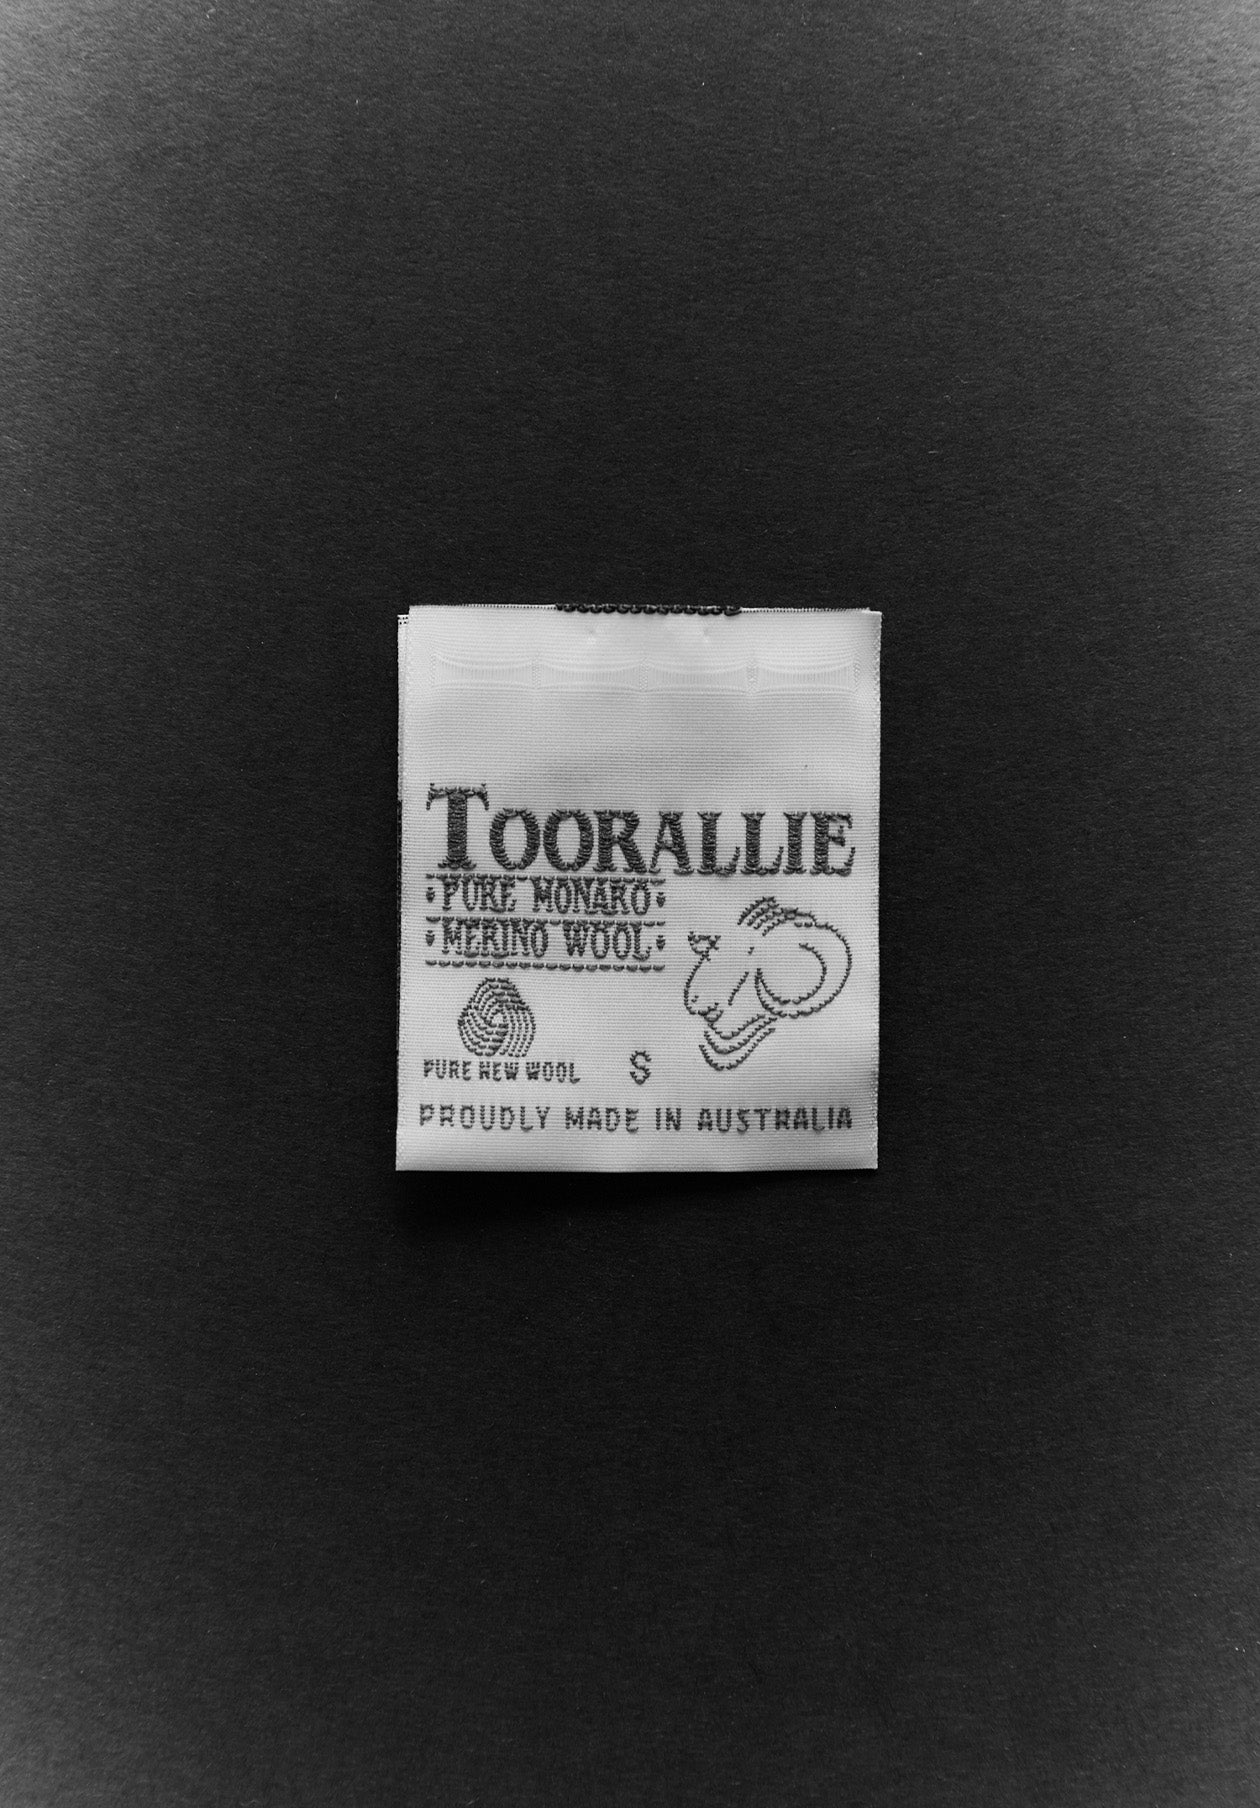 TOORALLIE
PURE MONARO
MERINO WOOL
PURE NEW WOOL
S
PROUDLY MADE IN AUSTRALIA